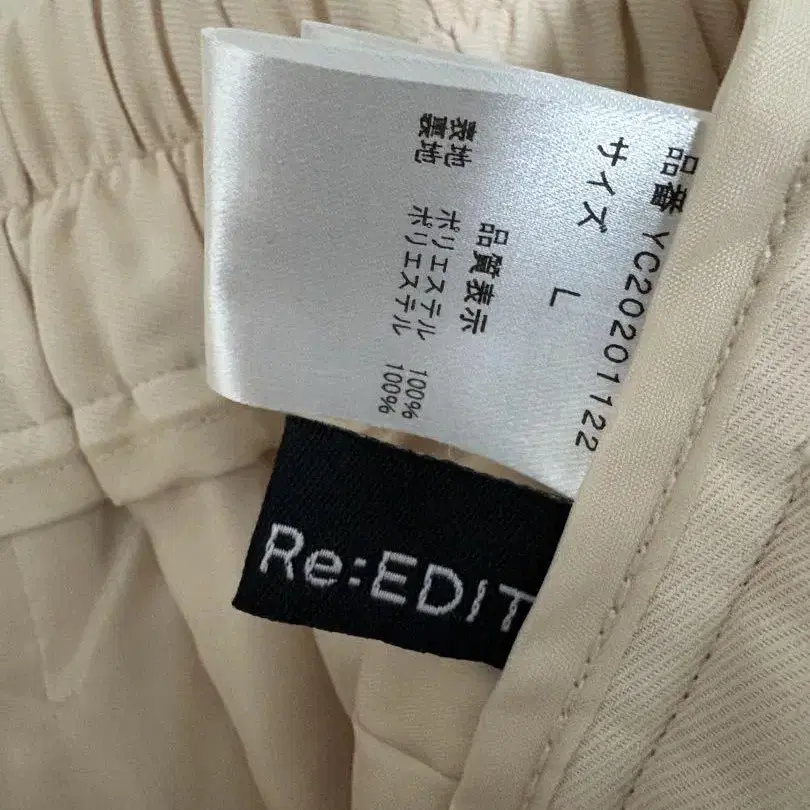 品番 YC20201122
サイズ L
品質表示
表地 ポリエステル 100%
裏地 ポリエステル 100%
Re:EDIT